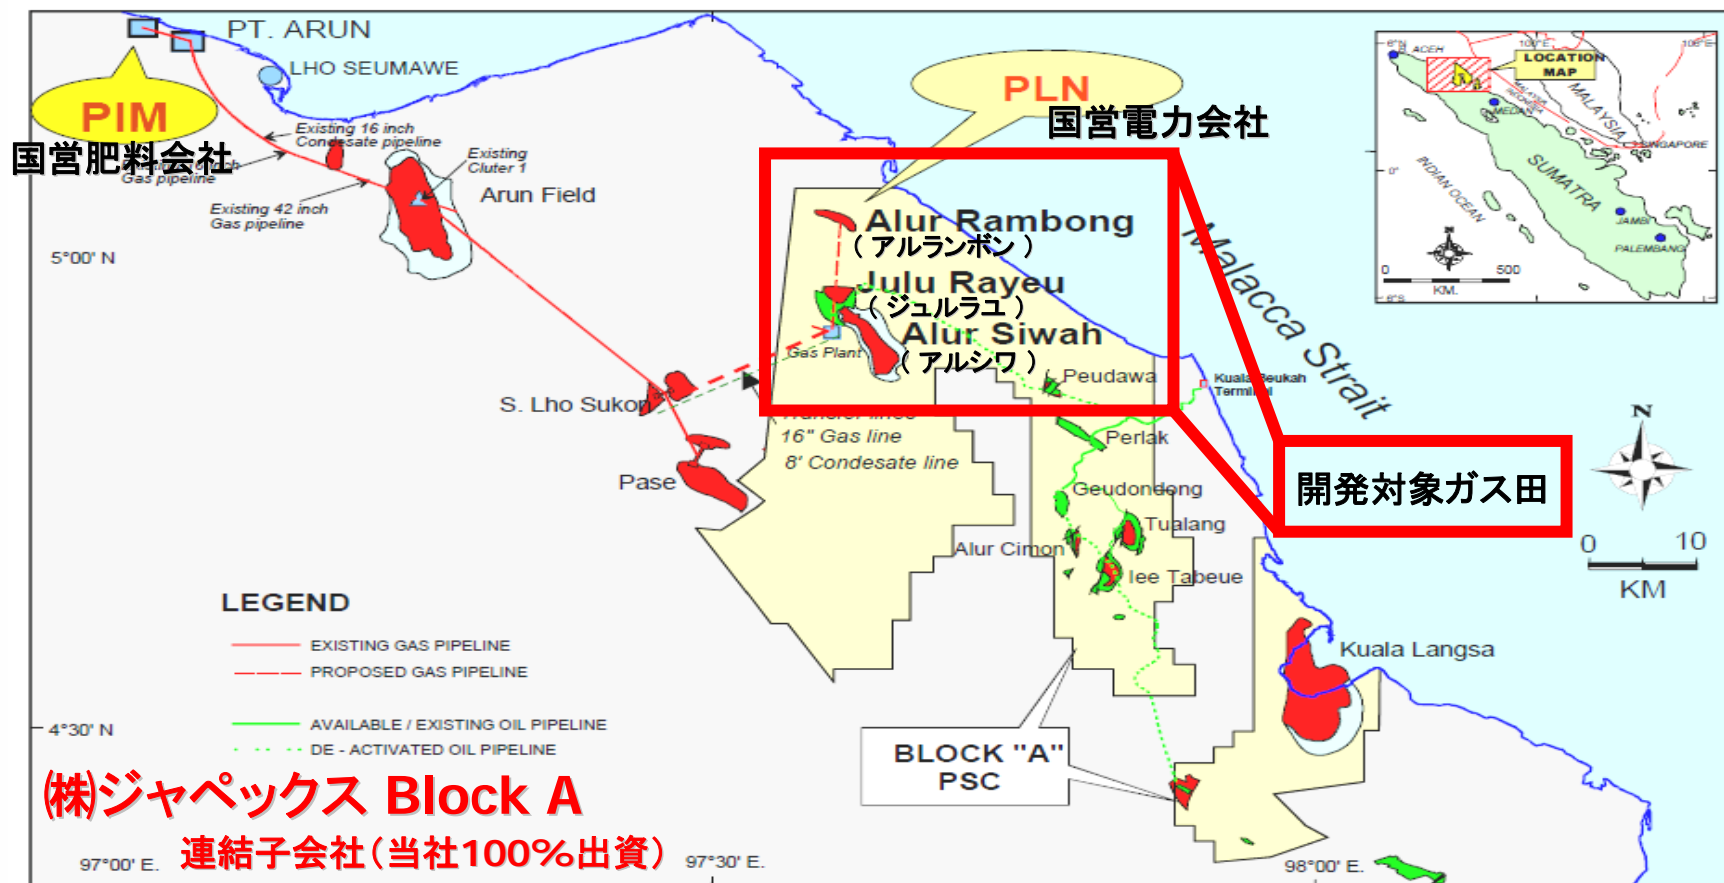 PT. ARUN
LHO SEUMAWE
PIM
国営肥料会社
Existing 16 inch
Condesate pipeline
Gas pipeline
Existing 42 inch
Gas pipeline
Existing
Cluter 1
Arun Field
PLN
国営電力会社
Alur Rambong
(アルランボン)
Julu Rayeu
(ジュルラユ)
Alur Siwah
(アルシワ)
Gas Plant
Malacca Strait
Peudawa
Kuala Beukah
Terminal
S. Lho Sukon
Transfer lines
16" Gas line
8' Condesate line
Pase
Perlak
Geudondong
Tualang
Alur Cimon
Iee Tabeue
Kuala Langsa
開発対象ガス田
BLOCK "A"
PSC
5°00' N
4°30' N
97°00' E.
97°30' E.
98°00' E.
N
0 10
KM
LEGEND
EXISTING GAS PIPELINE
PROPOSED GAS PIPELINE
AVAILABLE / EXISTING OIL PIPELINE
DE - ACTIVATED OIL PIPELINE
㈱ジャペックス Block A
連結子会社(当社100%出資)
6°N
ACEH
100°E
106°E
LOCATION
MAP
MALAYSIA
MEDAN
SINGAPORE
SUMATRA
INDIAN OCEAN
0°
JAMBI
PALEMBANG
N
0 500
KM.
6°S